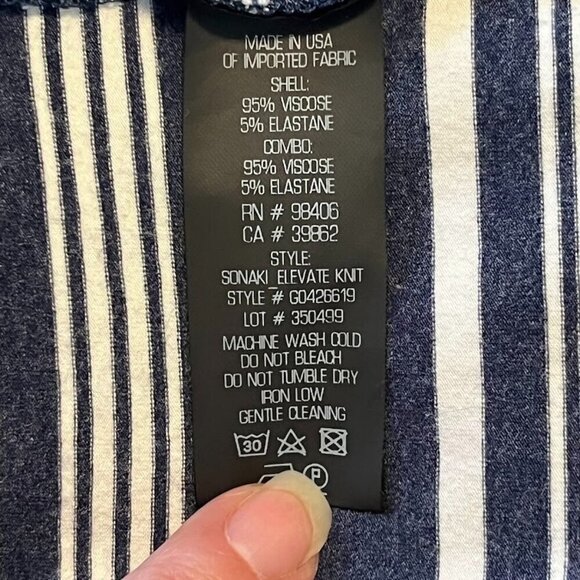 MADE IN USA
OF IMPORTED FABRIC
SHELL:
95% VISCOSE
5% ELASTANE
COMBO:
95% VISCOSE
5% ELASTANE
RN # 98406
CA # 39862
STYLE:
SONAKI_ELEVATE KNIT
STYLE # G0426619
LOT # 350499
MACHINE WASH COLD
DO NOT BLEACH
DO NOT TUMBLE DRY
IRON LOW
GENTLE CLEANING
30
P